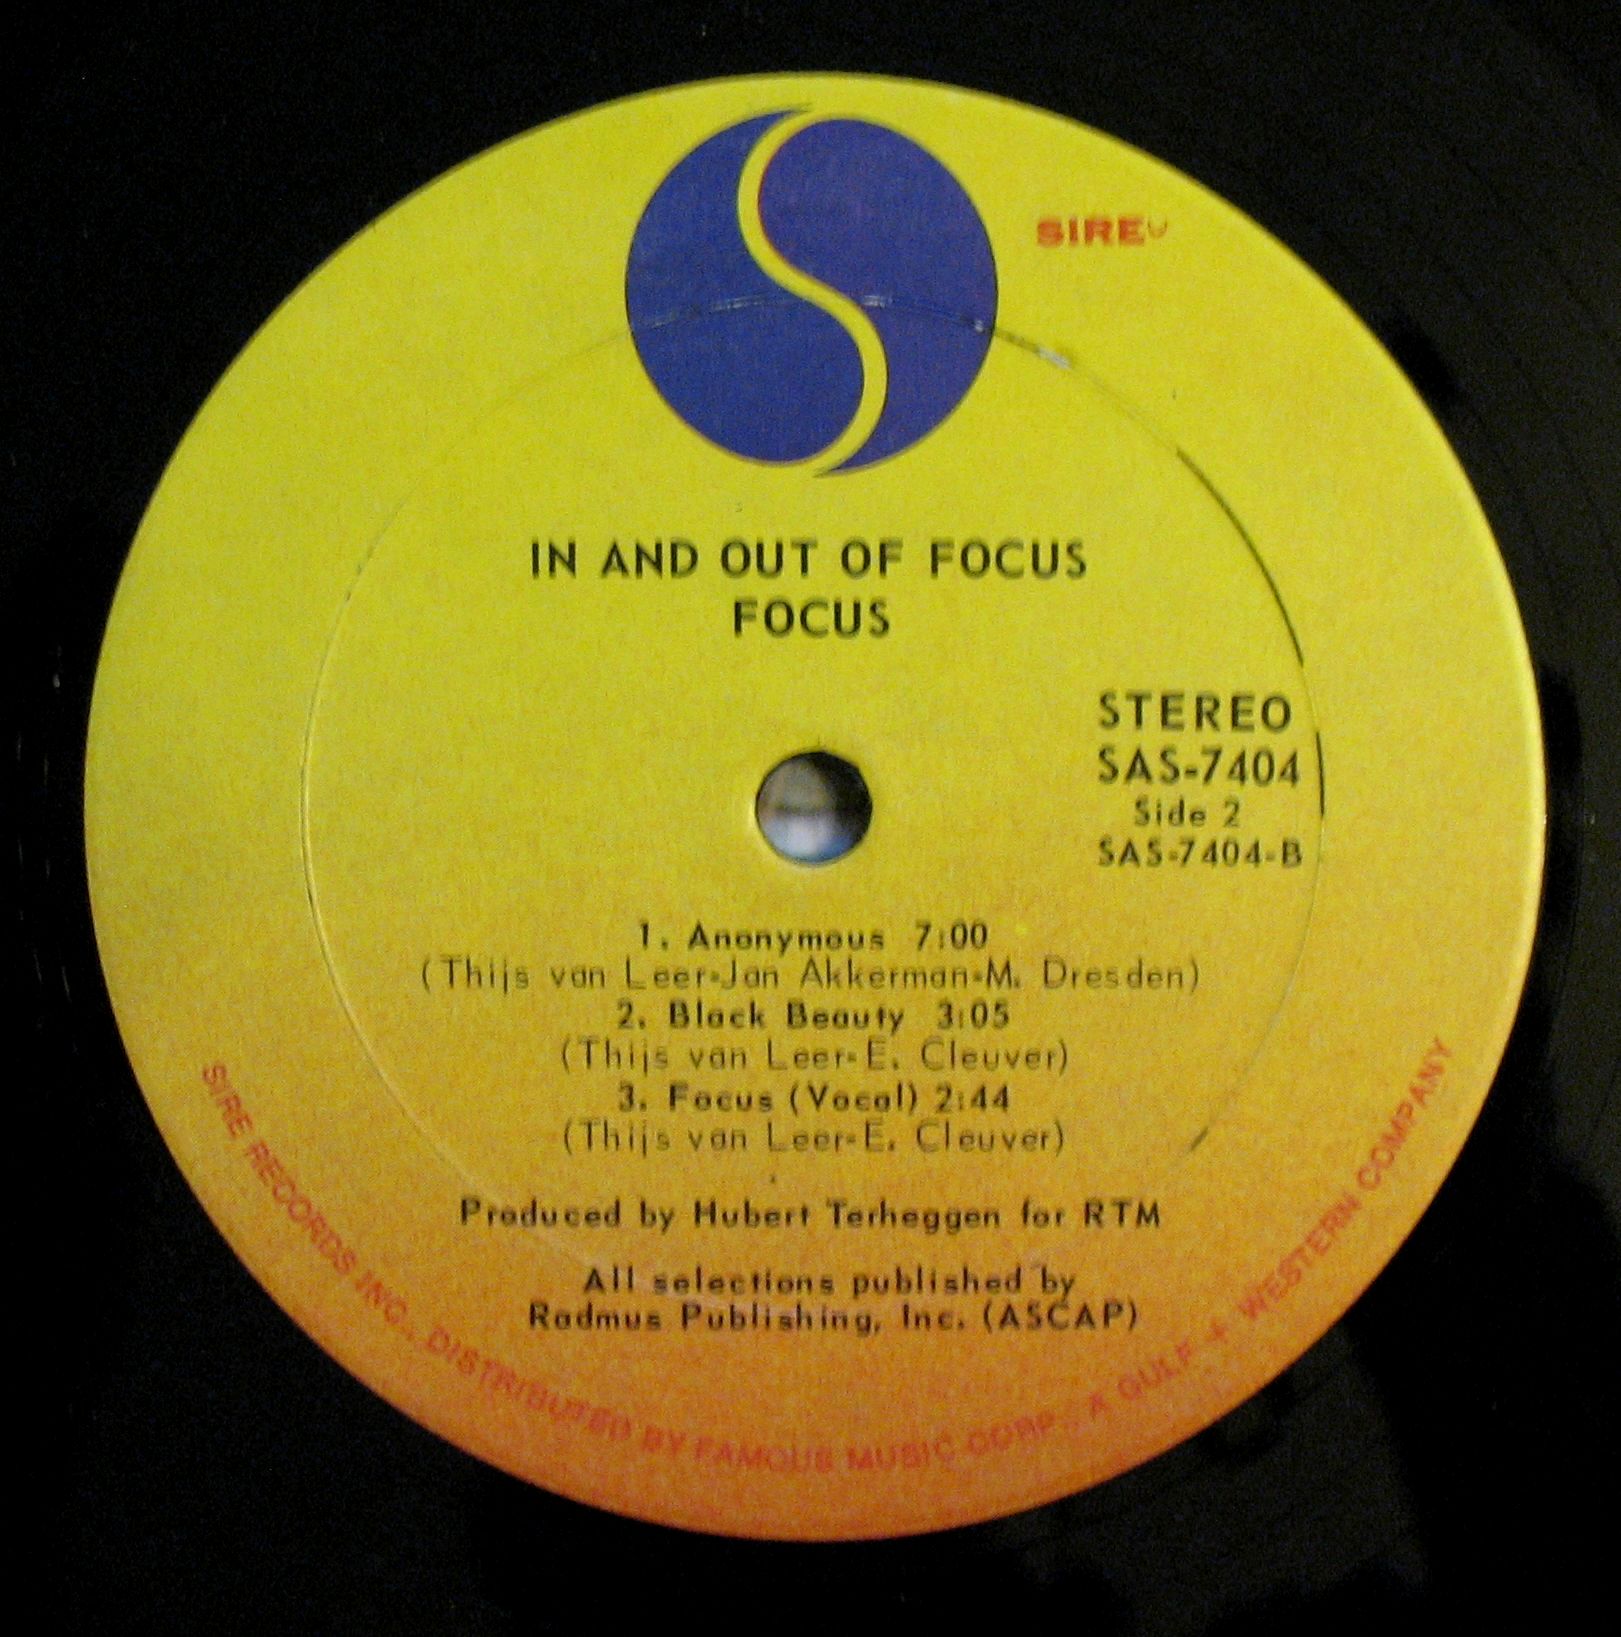 SIRE
IN AND OUT OF FOCUS
FOCUS
STEREO
SAS-7404
Side 2
SAS-7404-B
1. Anonymous 7:00
(Thijs van Leer-Jan Akkerman-M. Dresden)
2. Black Beauty 3:05
(Thijs van Leer-E. Cleuver)
3. Focus (Vocal) 2:44
(Thijs van Leer-E. Cleuver)
Produced by Hubert Terheggen for RTM
All selections published by
Radmus Publishing, Inc. (ASCAP)
SIRE RECORDS INC., DISTRIBUTED BY FAMOUS MUSIC CORP., A GULF + WESTERN COMPANY